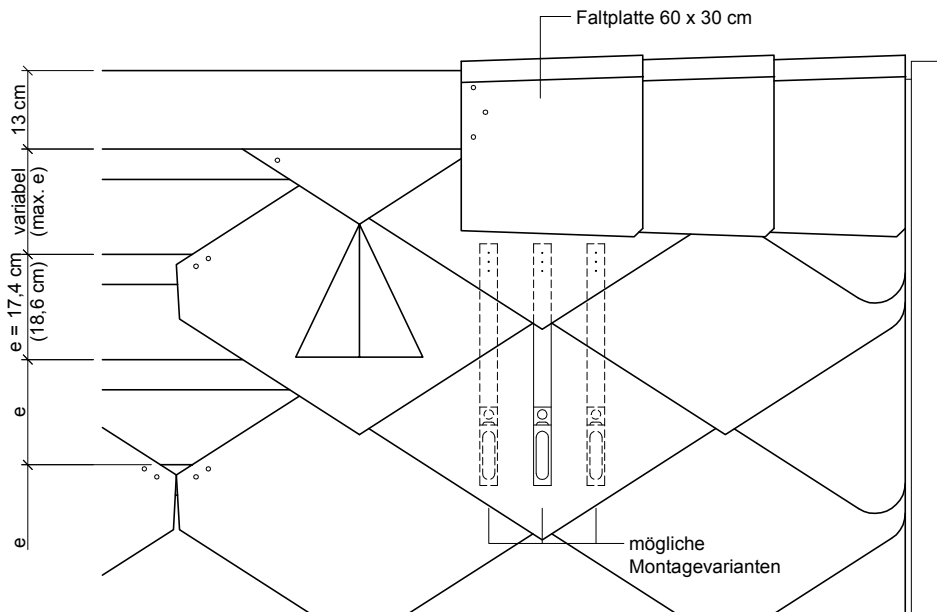 Faltplatte 60 x 30 cm
13 cm
variabel
(max. e)
e = 17,4 cm
(18,6 cm)
e
e
mögliche
Montagevarianten